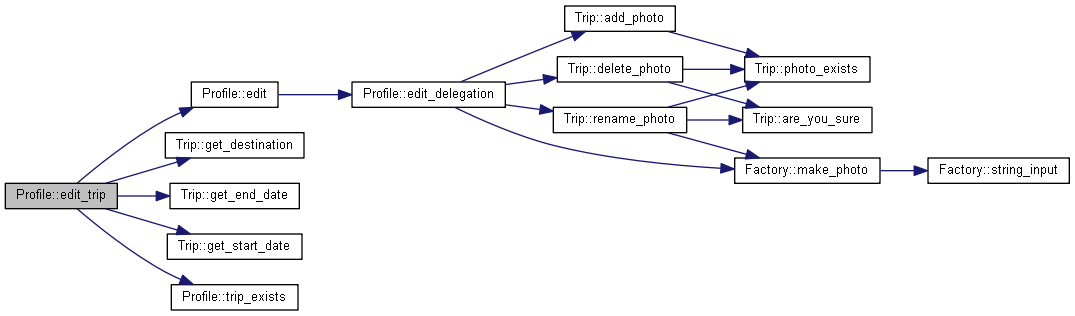 Trip::add_photo
Trip::delete_photo
Trip::photo_exists
Profile::edit
Profile::edit_delegation
Trip::rename_photo
Trip::are_you_sure
Trip::get_destination
Factory::make_photo
Factory::string_input
Profile::edit_trip
Trip::get_end_date
Trip::get_start_date
Profile::trip_exists